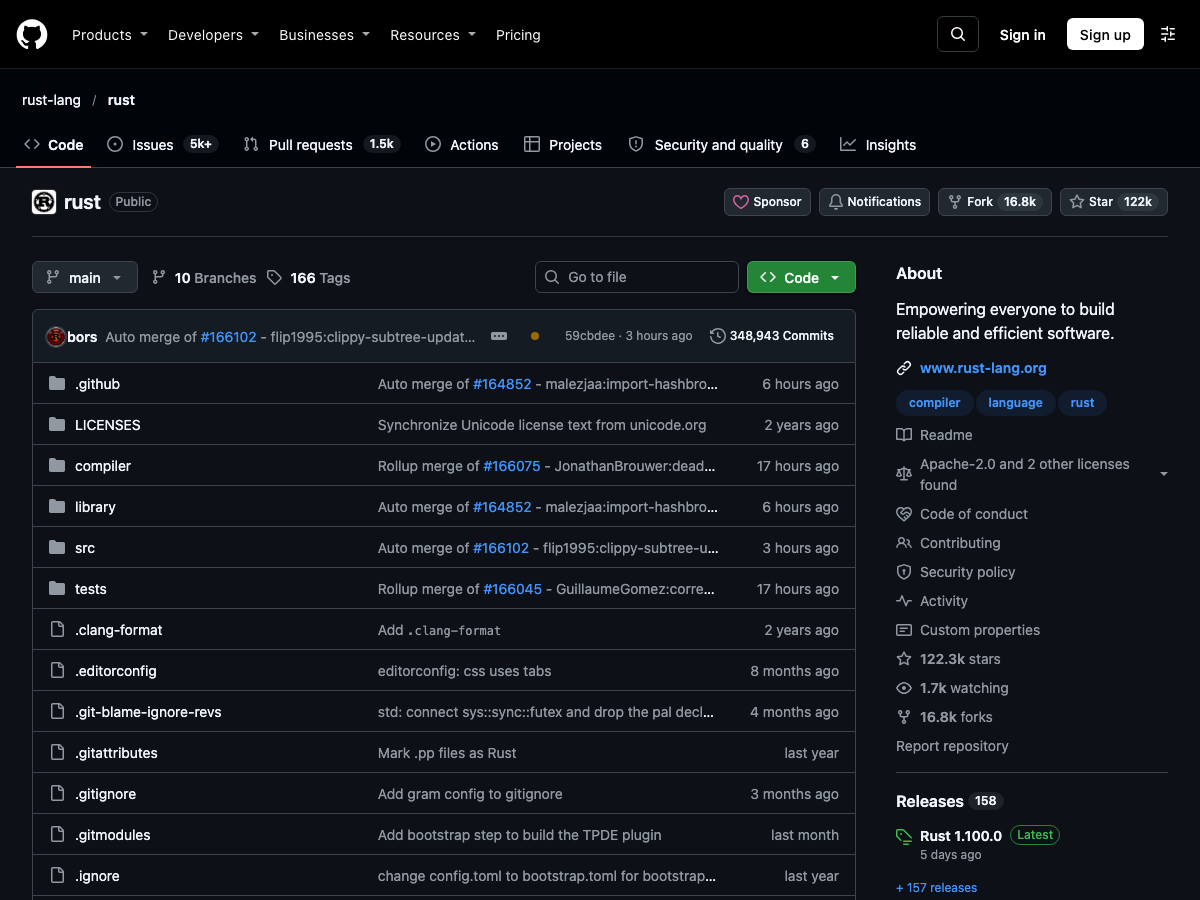 Products Developers Businesses Resources Pricing Sign in Sign up
rust-lang / rust
Code Issues 5k+ Pull requests 1.5k Actions Projects Security and quality 6 Insights
rust Public Sponsor Notifications Fork 16.8k Star 122k
main 10 Branches 166 Tags Go to file Code
bors Auto merge of #166102 - flip1995:clippy-subtree-updat... 59cbdee · 3 hours ago 348,943 Commits
.github Auto merge of #164852 - malezjaa:import-hashbro... 6 hours ago
LICENSES Synchronize Unicode license text from unicode.org 2 years ago
compiler Rollup merge of #166075 - JonathanBrouwer:dead... 17 hours ago
library Auto merge of #164852 - malezjaa:import-hashbro... 6 hours ago
src Auto merge of #166102 - flip1995:clippy-subtree-u... 3 hours ago
tests Rollup merge of #166045 - GuillaumeGomez:corre... 17 hours ago
.clang-format Add .clang-format 2 years ago
.editorconfig editorconfig: css uses tabs 8 months ago
.git-blame-ignore-revs std: connect sys::sync::futex and drop the pal decl... 4 months ago
.gitattributes Mark .pp files as Rust last year
.gitignore Add gram config to gitignore 3 months ago
.gitmodules Add bootstrap step to build the TPDE plugin last month
.ignore change config.toml to bootstrap.toml for bootstrap... last year
About
Empowering everyone to build
reliable and efficient software.
www.rust-lang.org
compiler language rust
Readme
Apache-2.0 and 2 other licenses
found
Code of conduct
Contributing
Security policy
Activity
Custom properties
122.3k stars
1.7k watching
16.8k forks
Report repository
Releases 158
Rust 1.100.0 Latest
5 days ago
+ 157 releases